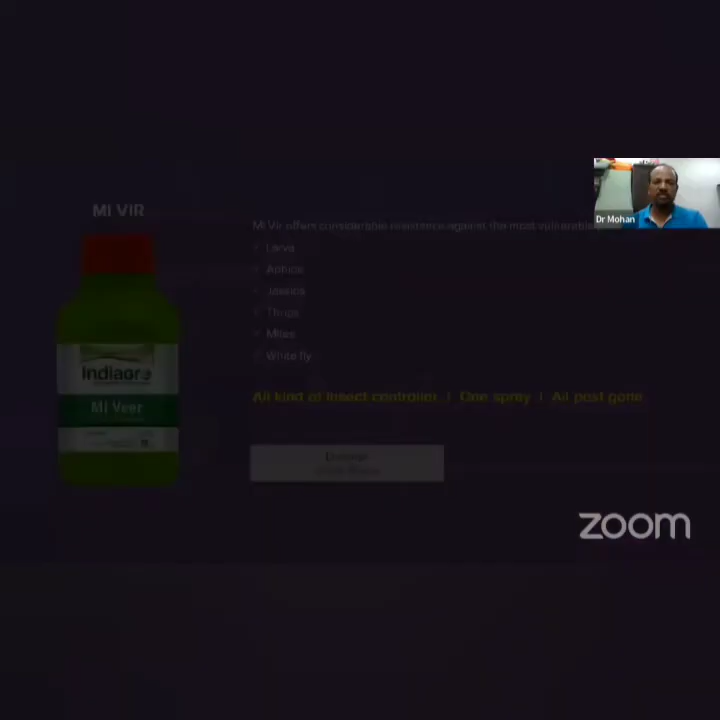 MI VIR
Dr Mohan
MI Vir offers considerable resistance against the most vulnerable
Larva
Aphids
Jassids
Thrips
Mites
White fly
All kind of insect controller ! One spray ! All pest gone
Indiagro
MI Veer
zoom